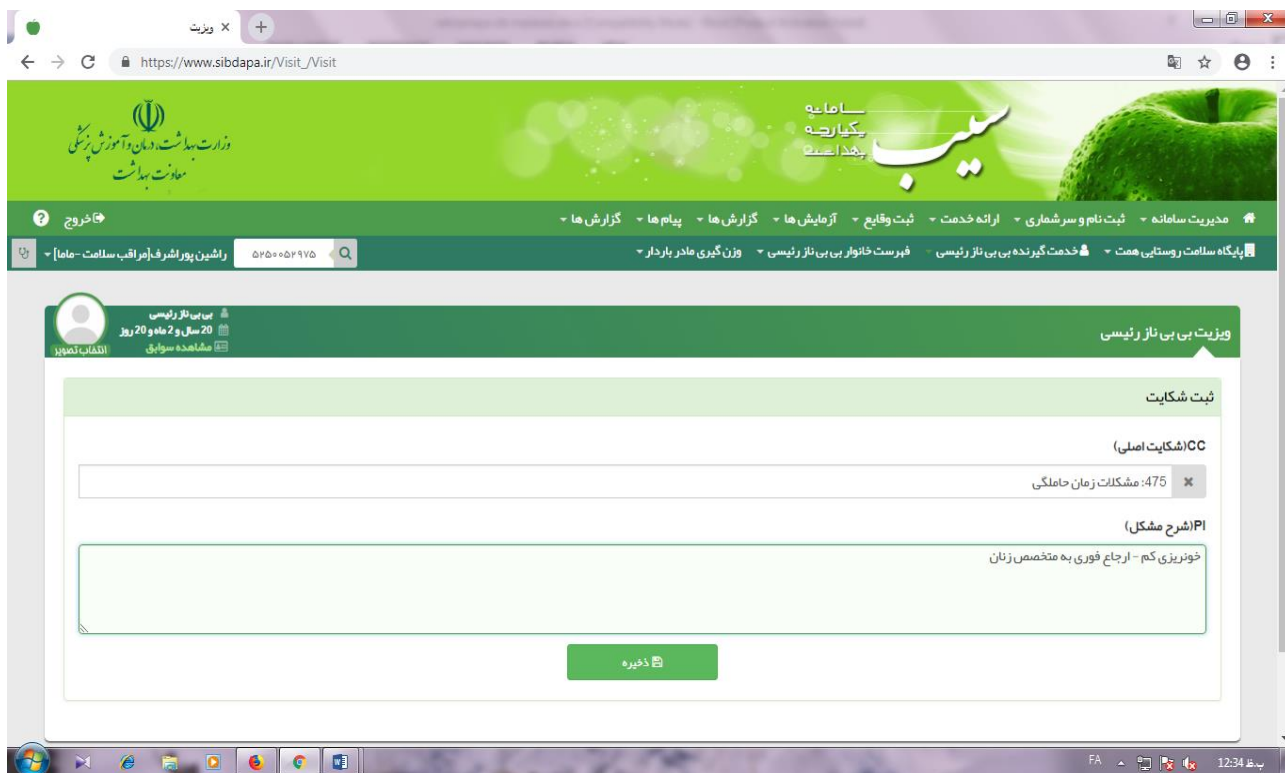 ویزیت
https://www.sibdapa.ir/Visit_/Visit
وزارت بهداشت، درمان و آموزش پزشکی
معاونت بهداشت
سامانه
یکپارچه
بهداشت
سیب
مدیریت سامانه ثبت نام و سرشماری ارائه خدمت ثبت وقایع آزمایش ها گزارش ها پیام ها گزارش ها خروج
پایگاه سلامت روستایی همت خدمت گیرنده بی بی ناز رئیسی فهرست خانوار بی بی ناز رئیسی وزن گیری مادر باردار ۵۲۵۰۰۵۲۹۷۵ راشین پور اشرف[مراقب سلامت -ماما]
ویزیت بی بی ناز رئیسی
بی بی ناز رئیسی
20 سال و 2 ماه و 20 روز
مشاهده سوابق
انتخاب تصویر
ثبت شکایت
CC(شکایت اصلی)
475: مشکلات زمان حاملگی
PI(شرح مشکل)
خونریزی کم - ارجاع فوری به متخصص زنان
ذخیره
FA 12:34 ب.ظ